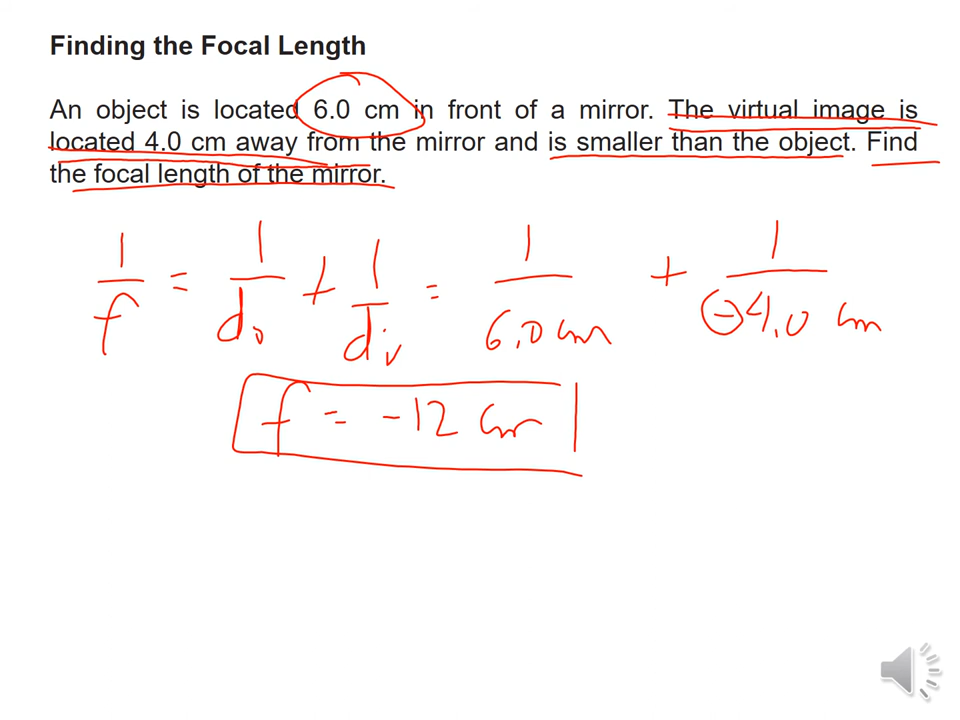 Finding the Focal Length
An object is located 6.0 cm in front of a mirror. The virtual image is
located 4.0 cm away from the mirror and is smaller than the object. Find
the focal length of the mirror.
1/f = 1/do + 1/di = 1/6.0 cm + 1/-4.0 cm
f = -12 cm